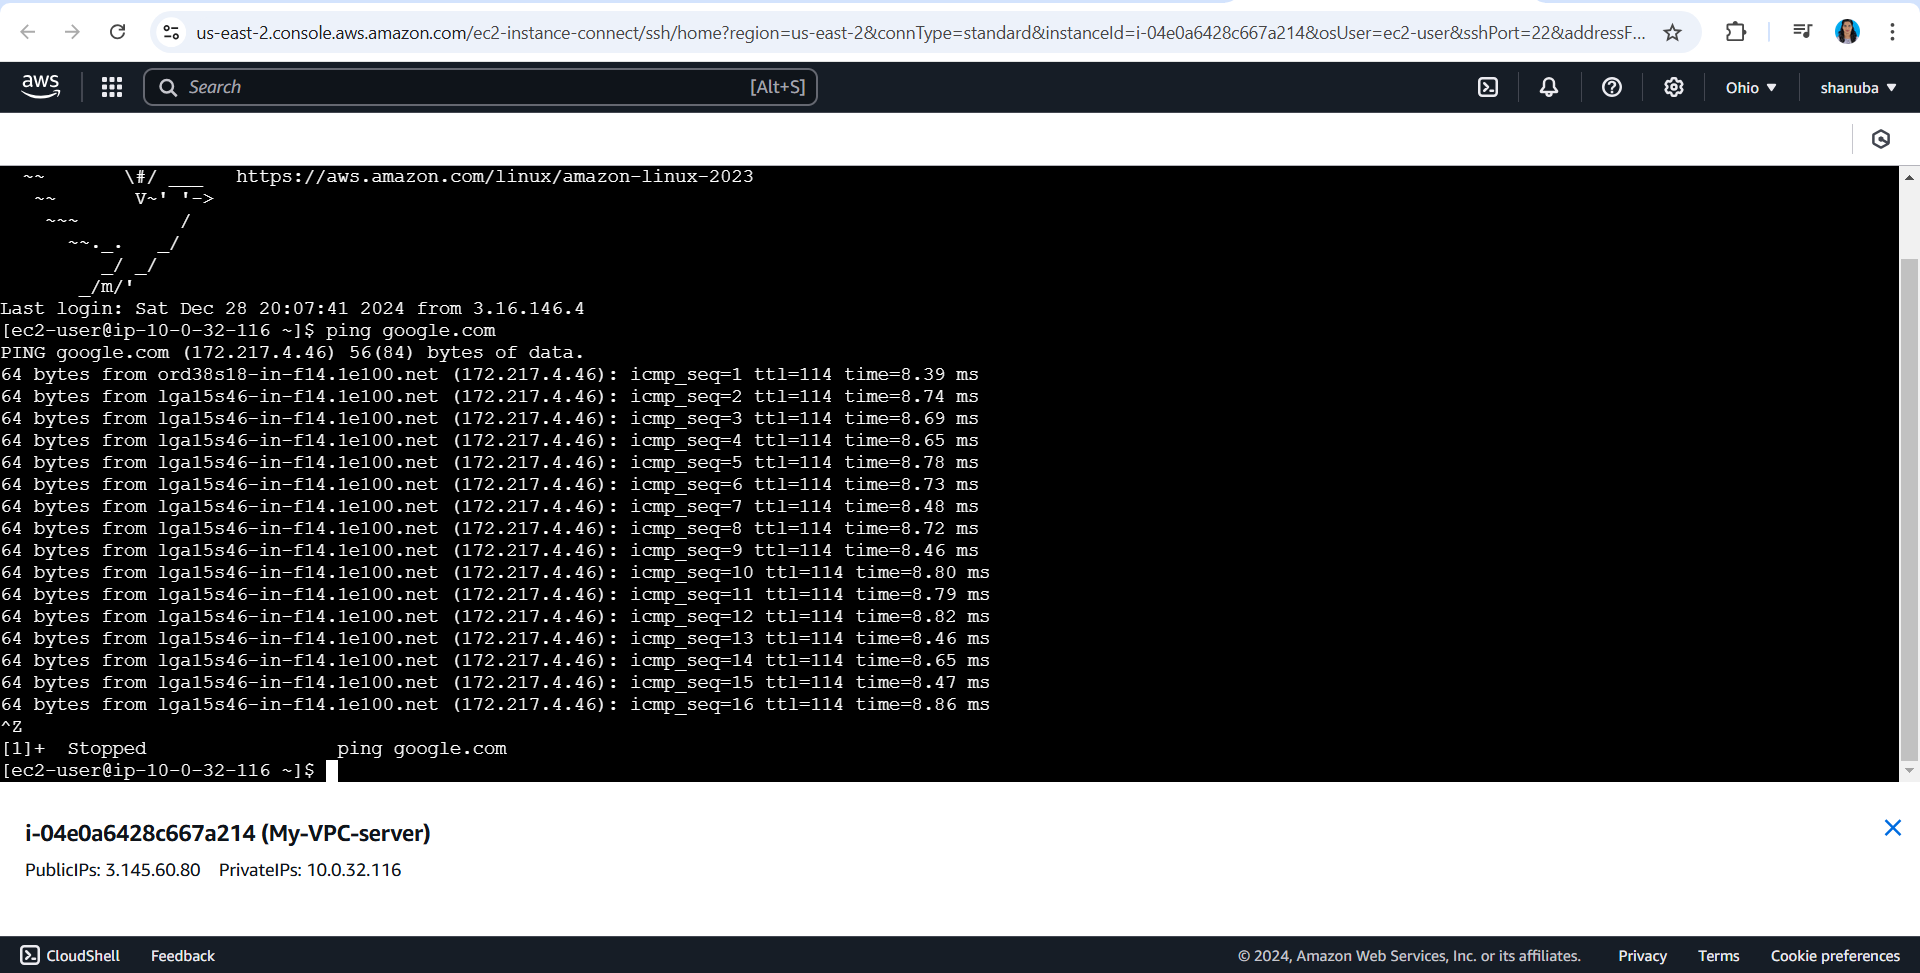 us-east-2.console.aws.amazon.com/ec2-instance-connect/ssh/home?region=us-east-2&connType=standard&instanceId=i-04e0a6428c667a214&osUser=ec2-user&sshPort=22&addressF...
aws
Search [Alt+S]
Ohio ▼ shanuba ▼
~~       \#/ ___   https://aws.amazon.com/linux/amazon-linux-2023
~~       V~' '->
~~~         /
~~._.   _/
_/ _/
_/m/'
Last login: Sat Dec 28 20:07:41 2024 from 3.16.146.4
[ec2-user@ip-10-0-32-116 ~]$ ping google.com
PING google.com (172.217.4.46) 56(84) bytes of data.
64 bytes from ord38s18-in-f14.1e100.net (172.217.4.46): icmp_seq=1 ttl=114 time=8.39 ms
64 bytes from lga15s46-in-f14.1e100.net (172.217.4.46): icmp_seq=2 ttl=114 time=8.74 ms
64 bytes from lga15s46-in-f14.1e100.net (172.217.4.46): icmp_seq=3 ttl=114 time=8.69 ms
64 bytes from lga15s46-in-f14.1e100.net (172.217.4.46): icmp_seq=4 ttl=114 time=8.65 ms
64 bytes from lga15s46-in-f14.1e100.net (172.217.4.46): icmp_seq=5 ttl=114 time=8.78 ms
64 bytes from lga15s46-in-f14.1e100.net (172.217.4.46): icmp_seq=6 ttl=114 time=8.73 ms
64 bytes from lga15s46-in-f14.1e100.net (172.217.4.46): icmp_seq=7 ttl=114 time=8.48 ms
64 bytes from lga15s46-in-f14.1e100.net (172.217.4.46): icmp_seq=8 ttl=114 time=8.72 ms
64 bytes from lga15s46-in-f14.1e100.net (172.217.4.46): icmp_seq=9 ttl=114 time=8.46 ms
64 bytes from lga15s46-in-f14.1e100.net (172.217.4.46): icmp_seq=10 ttl=114 time=8.80 ms
64 bytes from lga15s46-in-f14.1e100.net (172.217.4.46): icmp_seq=11 ttl=114 time=8.79 ms
64 bytes from lga15s46-in-f14.1e100.net (172.217.4.46): icmp_seq=12 ttl=114 time=8.82 ms
64 bytes from lga15s46-in-f14.1e100.net (172.217.4.46): icmp_seq=13 ttl=114 time=8.46 ms
64 bytes from lga15s46-in-f14.1e100.net (172.217.4.46): icmp_seq=14 ttl=114 time=8.65 ms
64 bytes from lga15s46-in-f14.1e100.net (172.217.4.46): icmp_seq=15 ttl=114 time=8.47 ms
64 bytes from lga15s46-in-f14.1e100.net (172.217.4.46): icmp_seq=16 ttl=114 time=8.86 ms
^Z
[1]+  Stopped                 ping google.com
[ec2-user@ip-10-0-32-116 ~]$
i-04e0a6428c667a214 (My-VPC-server)
PublicIPs: 3.145.60.80 PrivateIPs: 10.0.32.116
CloudShell Feedback © 2024, Amazon Web Services, Inc. or its affiliates. Privacy Terms Cookie preferences